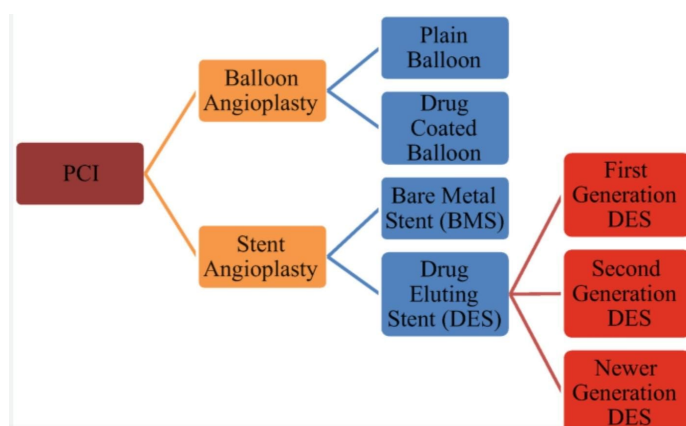 PCI
Balloon
Angioplasty
Stent
Angioplasty
Plain
Balloon
Drug
Coated
Balloon
Bare Metal
Stent (BMS)
Drug
Eluting
Stent (DES)
First
Generation
DES
Second
Generation
DES
Newer
Generation
DES